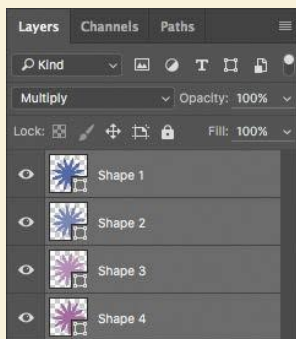 Layers Channels Paths
Kind
Multiply Opacity: 100%
Lock: Fill: 100%
Shape 1
Shape 2
Shape 3
Shape 4